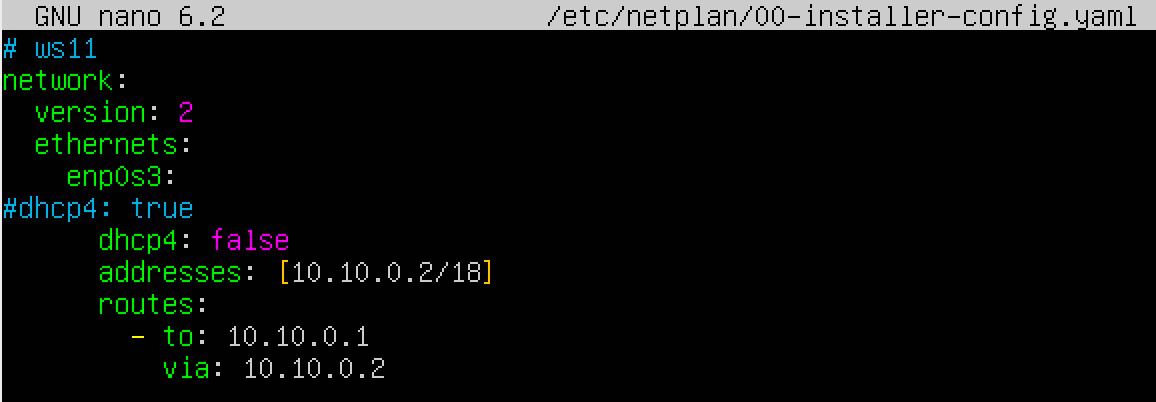 GNU nano 6.2 /etc/netplan/00-installer-config.yaml
# ws11
network:
  version: 2
  ethernets:
    enp0s3:
#dhcp4: true
      dhcp4: false
      addresses: [10.10.0.2/18]
      routes:
        - to: 10.10.0.1
          via: 10.10.0.2